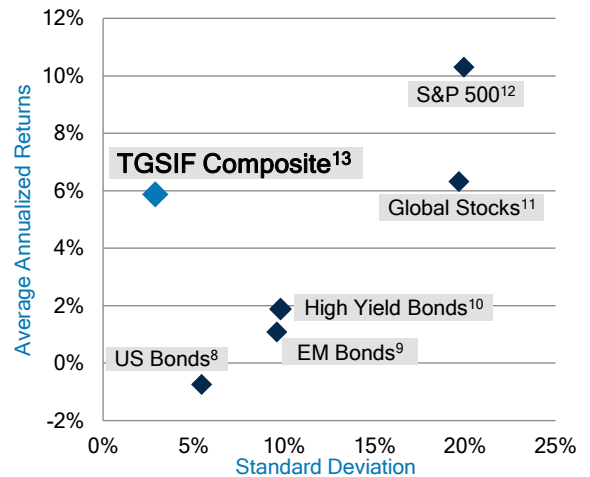 12%
10%
S&P 500¹²
8%
TGSIF Composite¹³
6%
Global Stocks¹¹
4%
2%
High Yield Bonds¹⁰
EM Bonds⁹
US Bonds⁸
0%
-2%
0%
5%
10%
15%
20%
25%
Standard Deviation
Average Annualized Returns